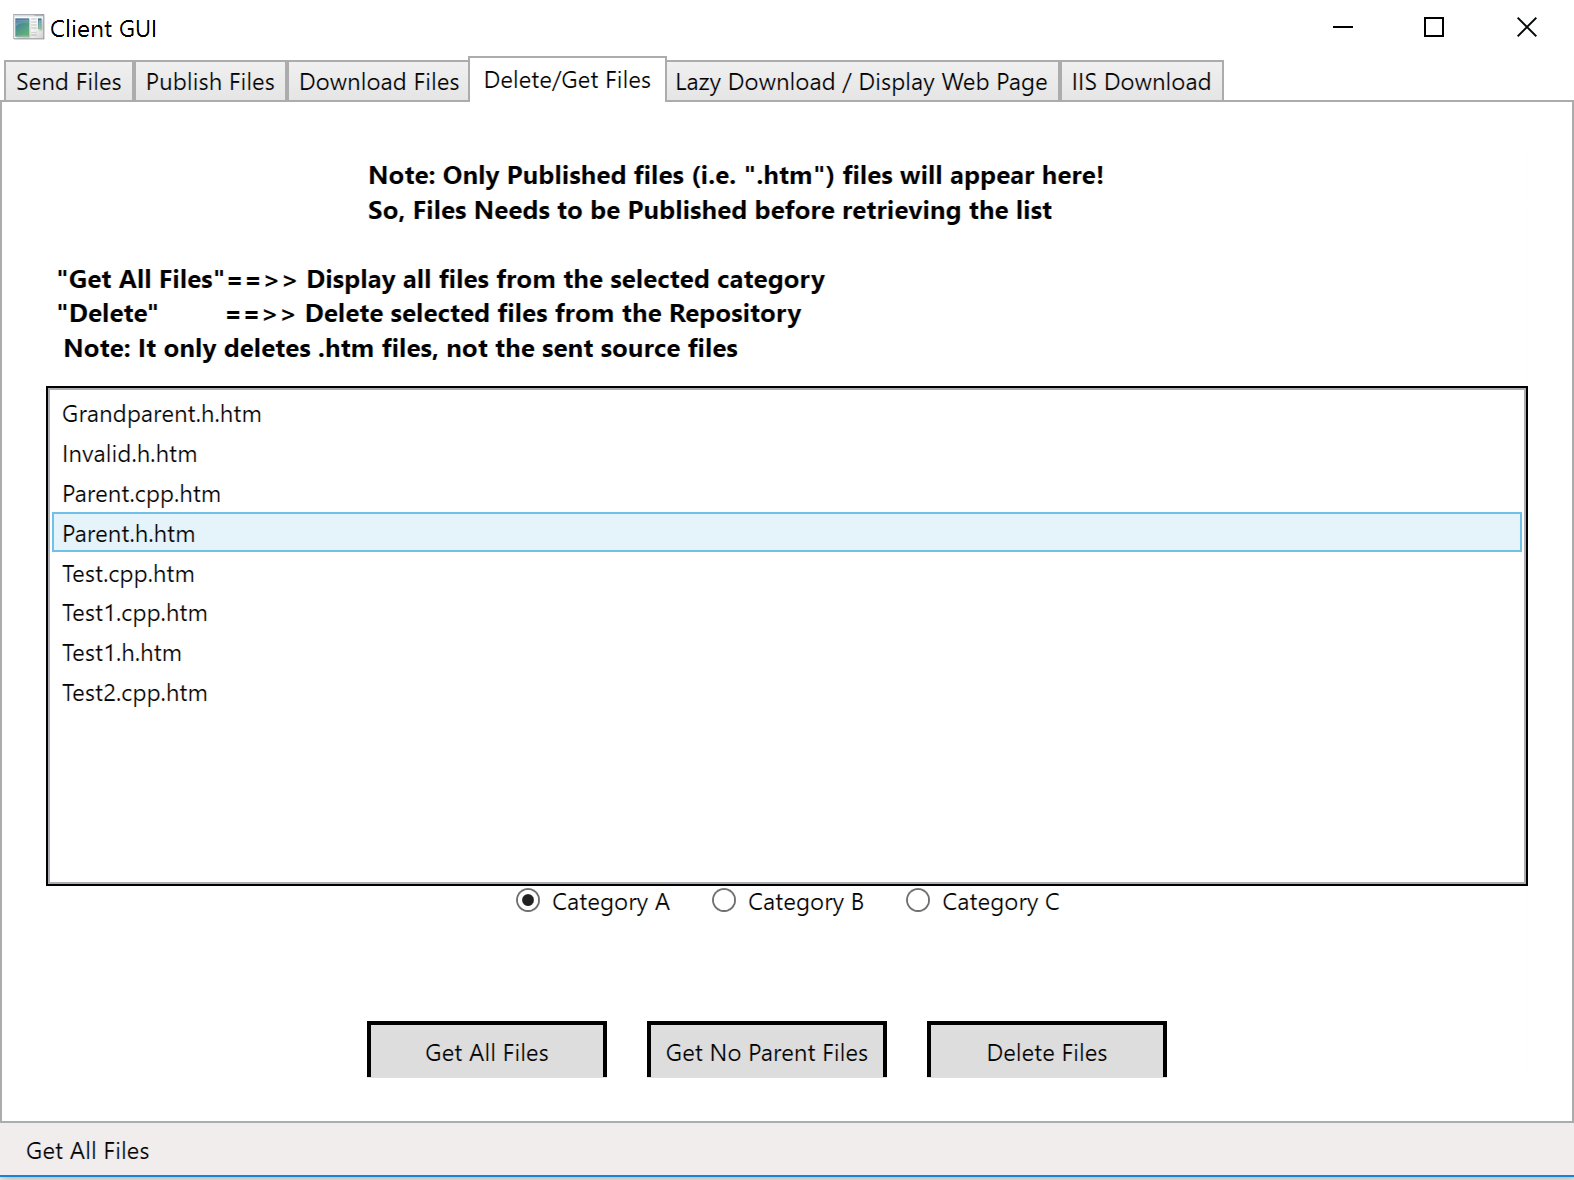 Client GUI
Send Files Publish Files Download Files Delete/Get Files Lazy Download / Display Web Page IIS Download
Note: Only Published files (i.e. ".htm") files will appear here!
So, Files Needs to be Published before retrieving the list
"Get All Files"==>> Display all files from the selected category
"Delete" ==>> Delete selected files from the Repository
Note: It only deletes .htm files, not the sent source files
Grandparent.h.htm
Invalid.h.htm
Parent.cpp.htm
Parent.h.htm
Test.cpp.htm
Test1.cpp.htm
Test1.h.htm
Test2.cpp.htm
Category A Category B Category C
Get All Files Get No Parent Files Delete Files
Get All Files